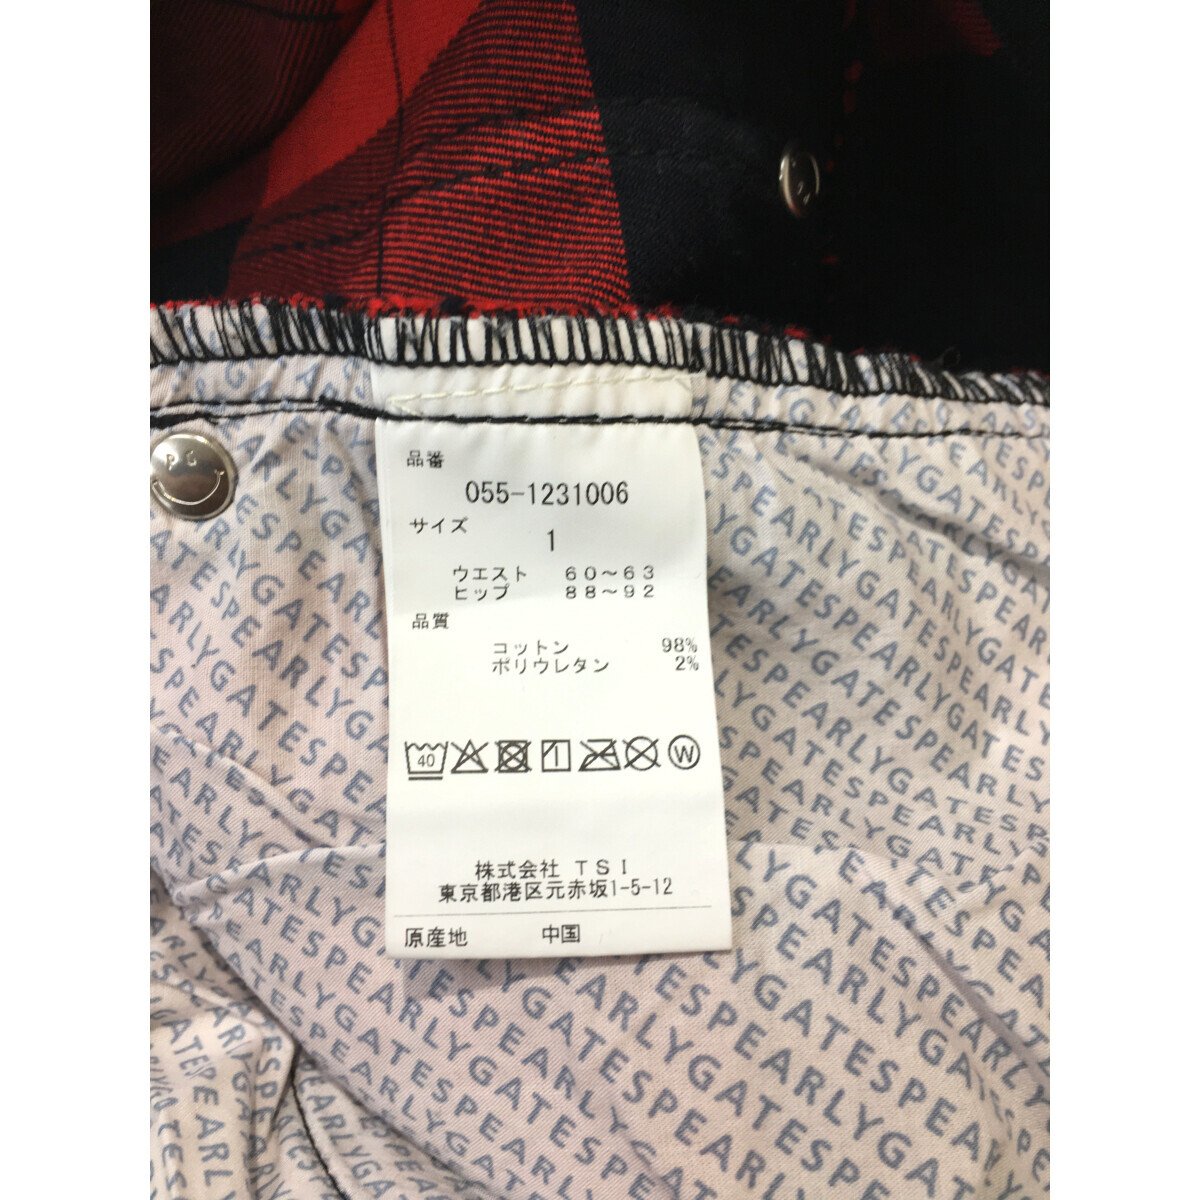 品番
055-1231006
サイズ
1
ウエスト 60～63
ヒップ 88～92
品質
コットン 98%
ポリウレタン 2%
40
W
株式会社 TSI
東京都港区元赤坂1-5-12
原産地 中国
PG
PEARLYGATES